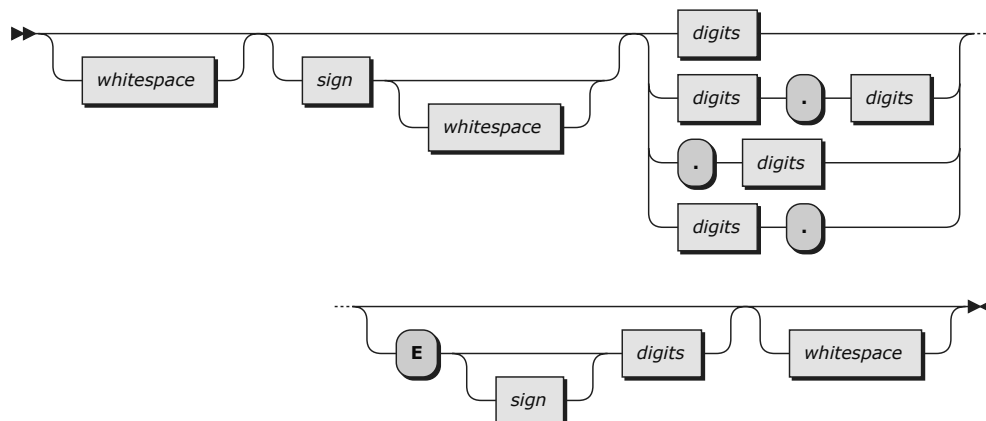 digits
whitespace sign digits . digits
whitespace
. digits
digits .
E digits whitespace
sign